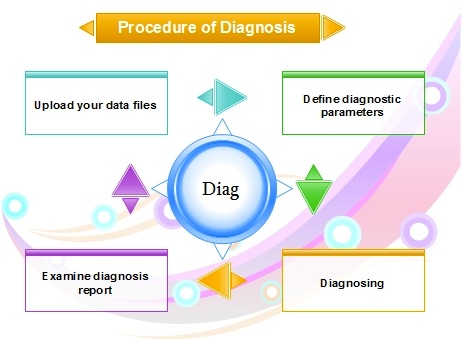 Procedure of Diagnosis
Upload your data files
Define diagnostic
parameters
Diag
Examine diagnosis
report
Diagnosing